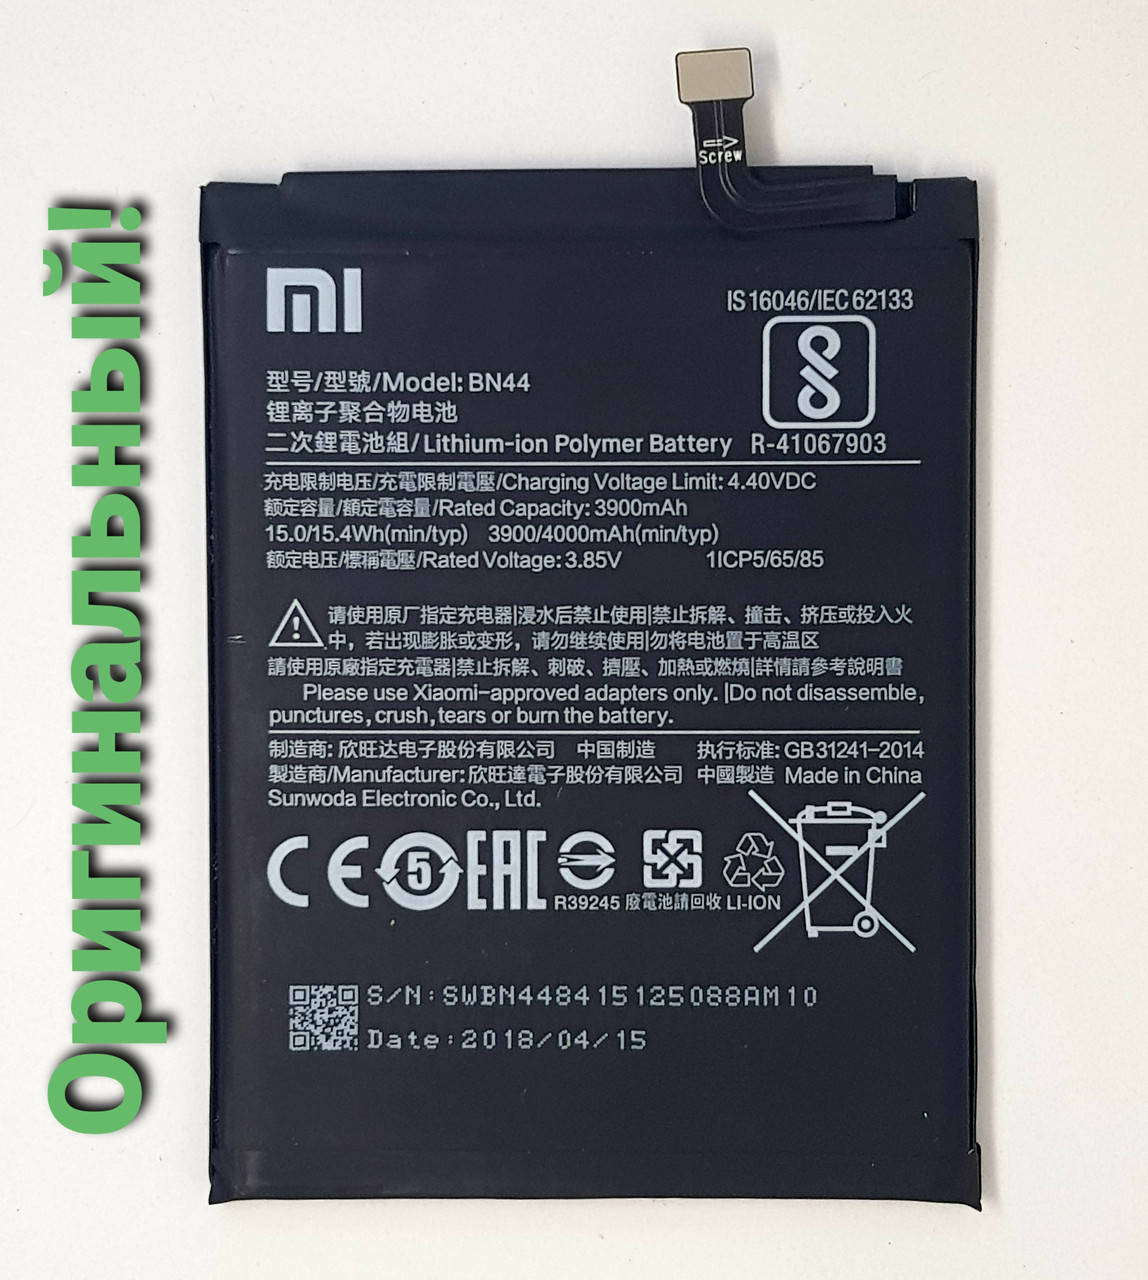 Оригинальный!
Screw
MI
IS 16046/IEC 62133
型号/型號/Model: BN44
锂离子聚合物电池
二次鋰電池組/Lithium-ion Polymer Battery R-41067903
充电限制电压/充電限制電壓/Charging Voltage Limit: 4.40VDC
额定容量/額定電容量/Rated Capacity: 3900mAh
15.0/15.4Wh(min/typ) 3900/4000mAh(min/typ)
额定电压/標稱電壓/Rated Voltage: 3.85V 1ICP5/65/85
请使用原厂指定充电器|浸水后禁止使用|禁止拆解、撞击、挤压或投入火
中，若出现膨胀或变形，请勿继续使用|勿将电池置于高温区
請使用原廠指定充電器|禁止拆解、刺破、擠壓、加熱或燃燒|詳情請參考說明書
Please use Xiaomi-approved adapters only. |Do not disassemble,
punctures, crush, tears or burn the battery.
制造商: 欣旺达电子股份有限公司 中国制造 执行标准: GB 31241-2014
製造商/Manufacturer: 欣旺達電子股份有限公司 中國製造 Made in China
Sunwoda Electronic Co., Ltd.
CE 5 EAC
R39245 廢電池請回收 LI-ION
S/N:SWBN448415125088AM10
Date:2018/04/15